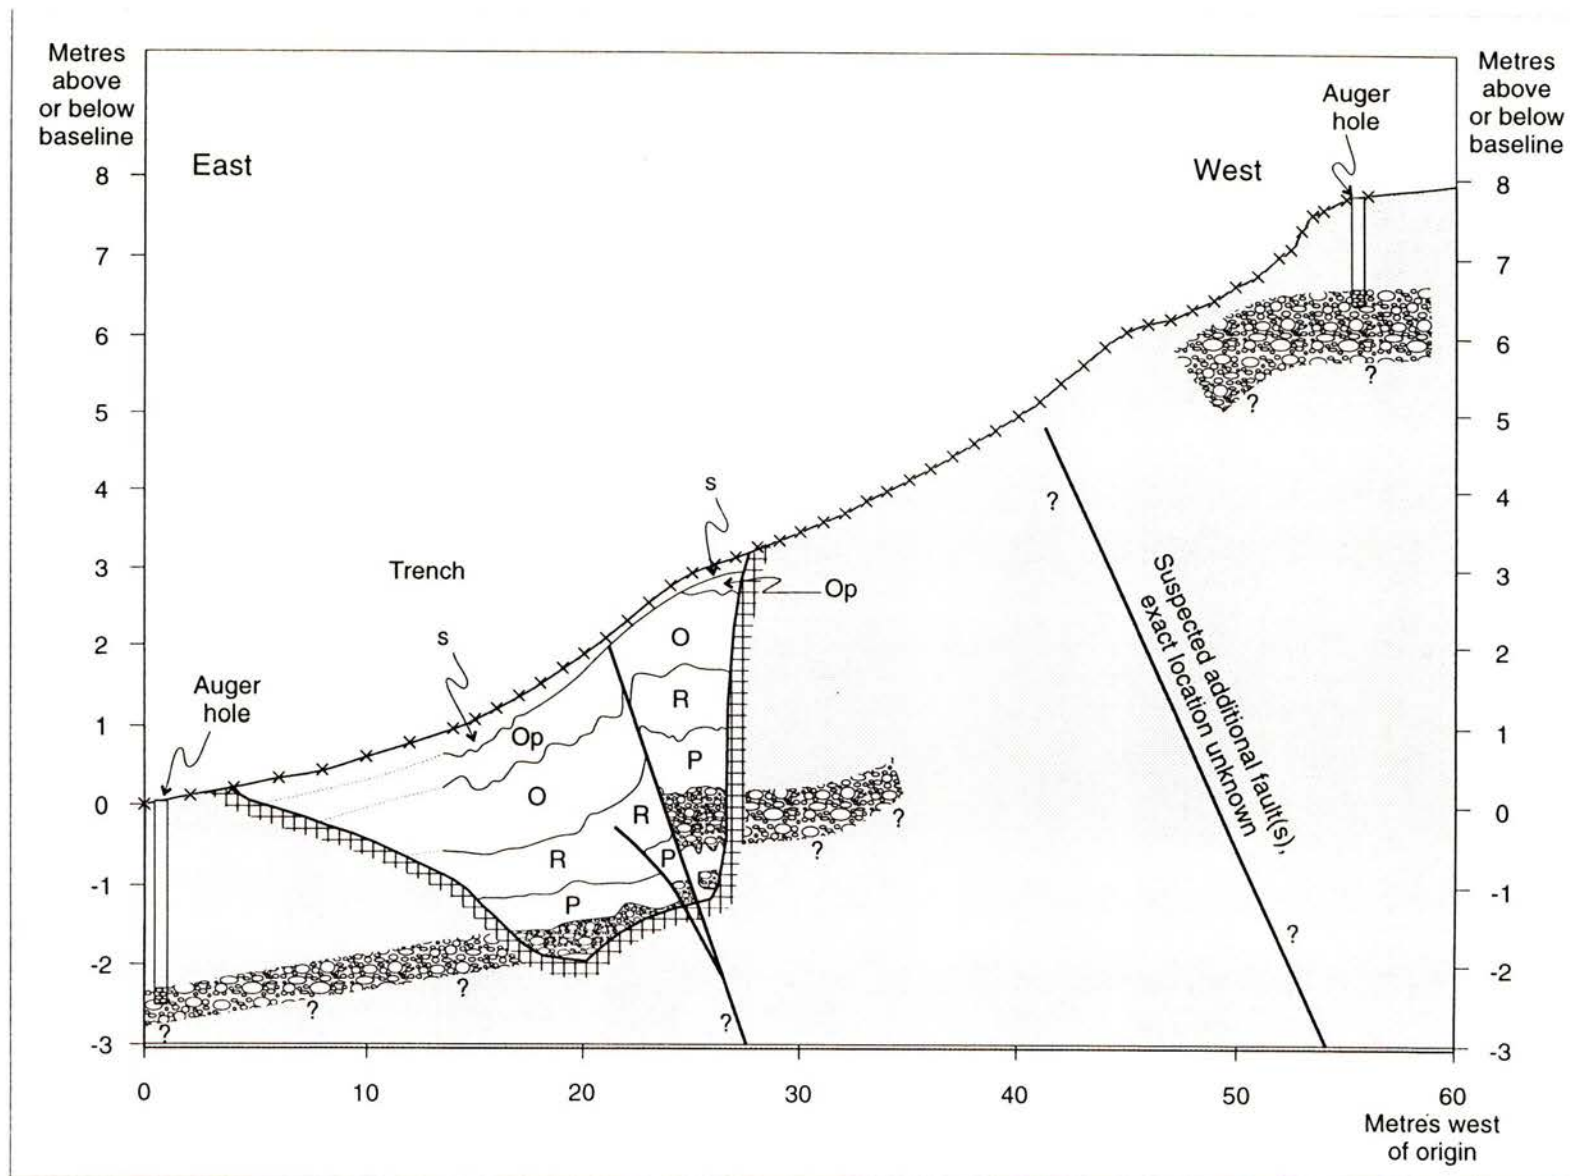 Metres
above
or below
baseline
Metres
above
or below
baseline
Auger
hole
East
West
8
7
6
5
4
3
2
1
0
-1
-2
-3
8
7
6
5
4
3
2
1
0
-1
-2
-3
?
?
s
Trench
Op
s
O
Auger
hole
R
Op
P
O
R
R
P
P
?
?
?
?
?
?
?
?
Suspected additional fault(s),
exact location unknown
?
0
10
20
30
40
50
60
Metres west
of origin